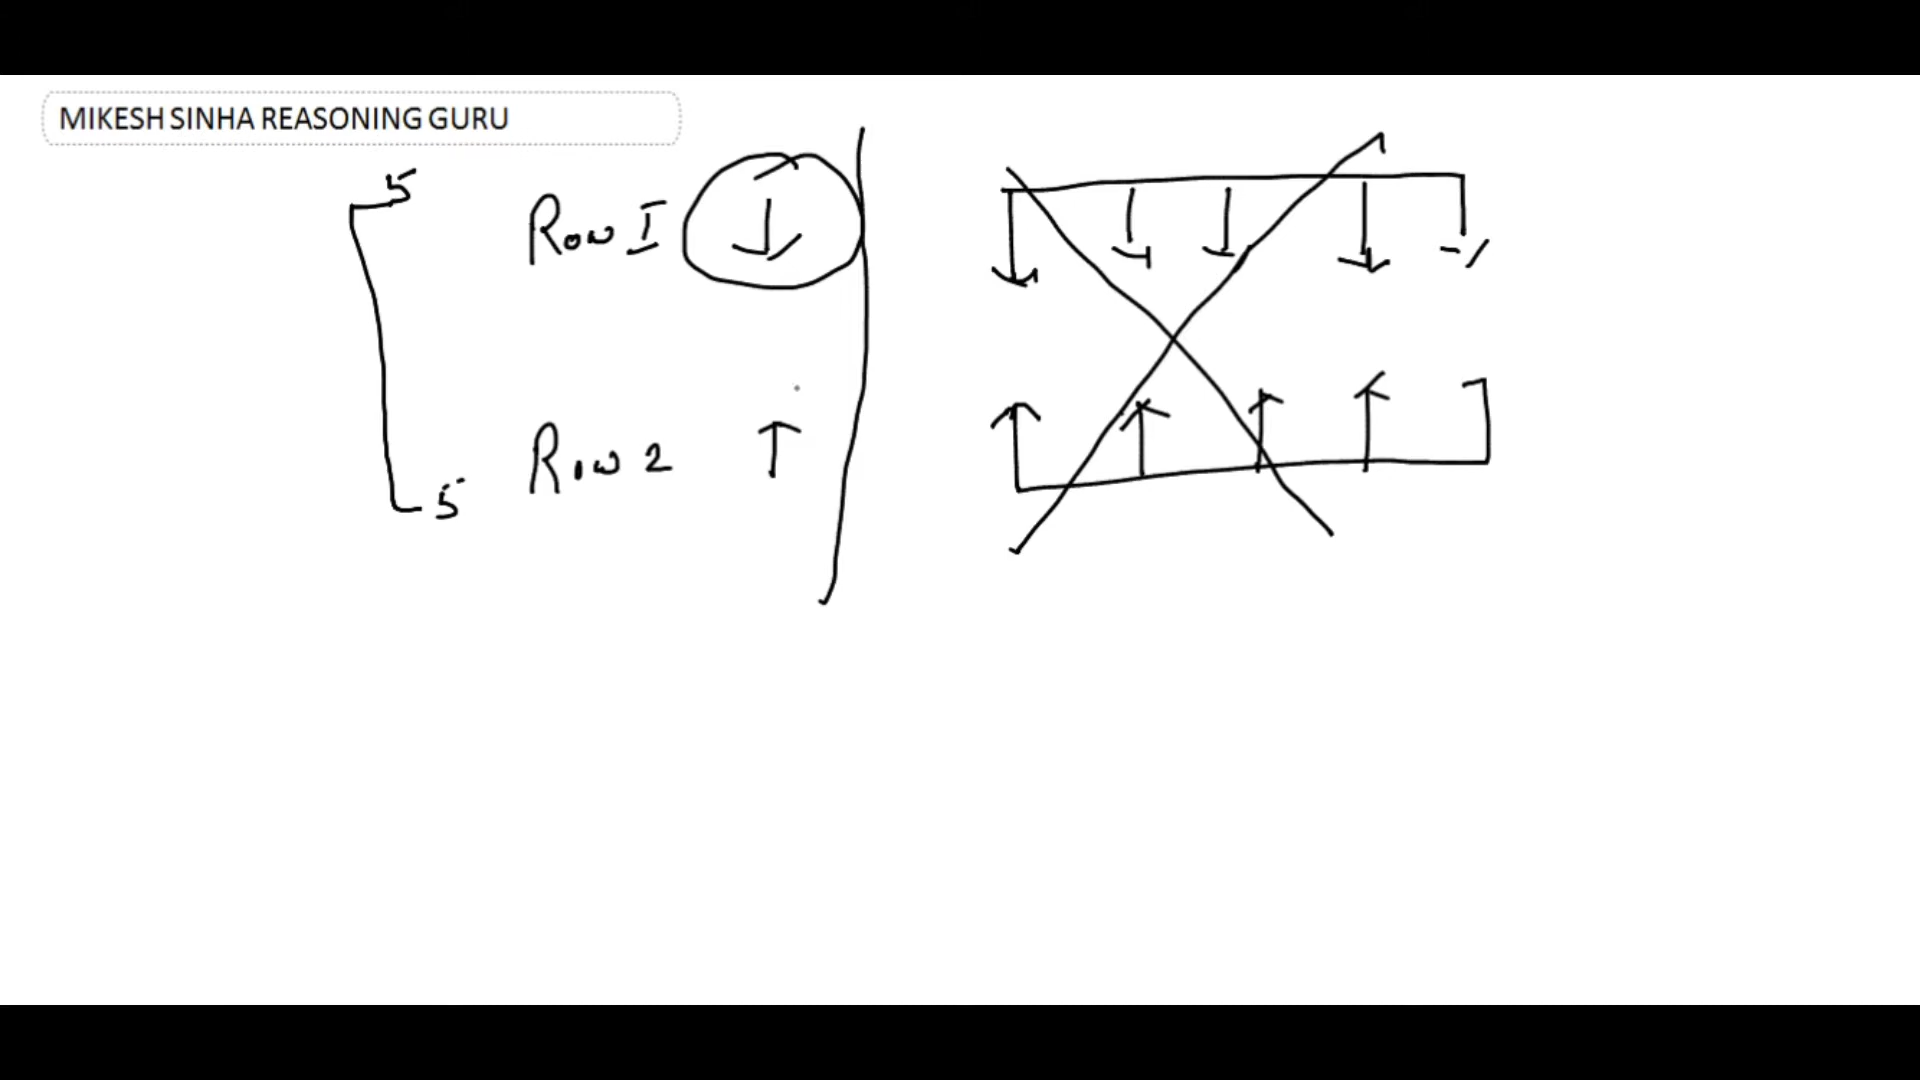 MIKESH SINHA REASONING GURU
5
Row I ↓
Row 2 ↑
5